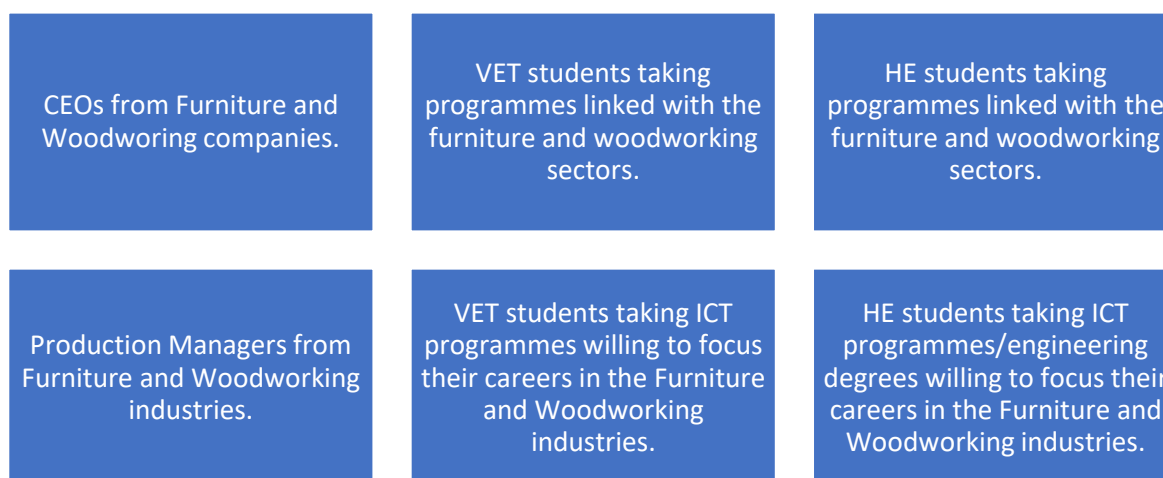 CEOs from Furniture and
Woodworing companies.
VET students taking
programmes linked with the
furniture and woodworking
sectors.
HE students taking
programmes linked with the
furniture and woodworking
sectors.
Production Managers from
Furniture and Woodworking
industries.
VET students taking ICT
programmes willing to focus
their careers in the Furniture
and Woodworking
industries.
HE students taking ICT
programmes/engineering
degrees willing to focus their
careers in the Furniture and
Woodworking industries.